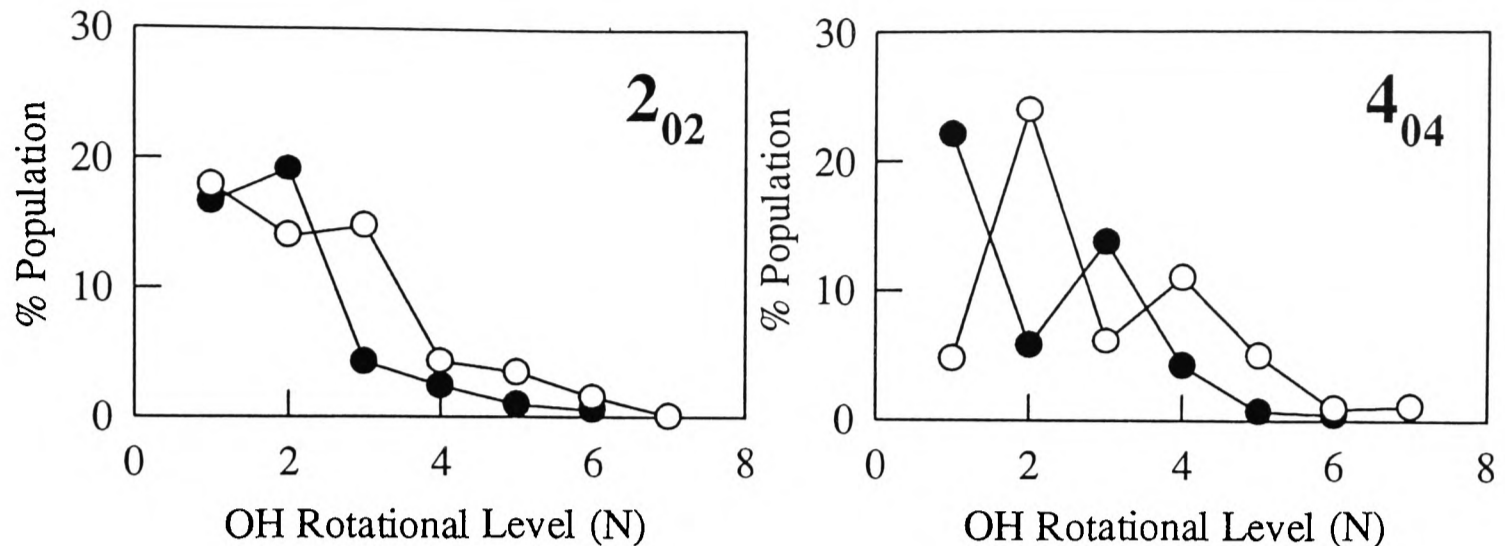 30
20
10
0
% Population
2₀₂
0 2 4 6 8
OH Rotational Level (N)
30
20
10
0
% Population
4₀₄
0 2 4 6 8
OH Rotational Level (N)